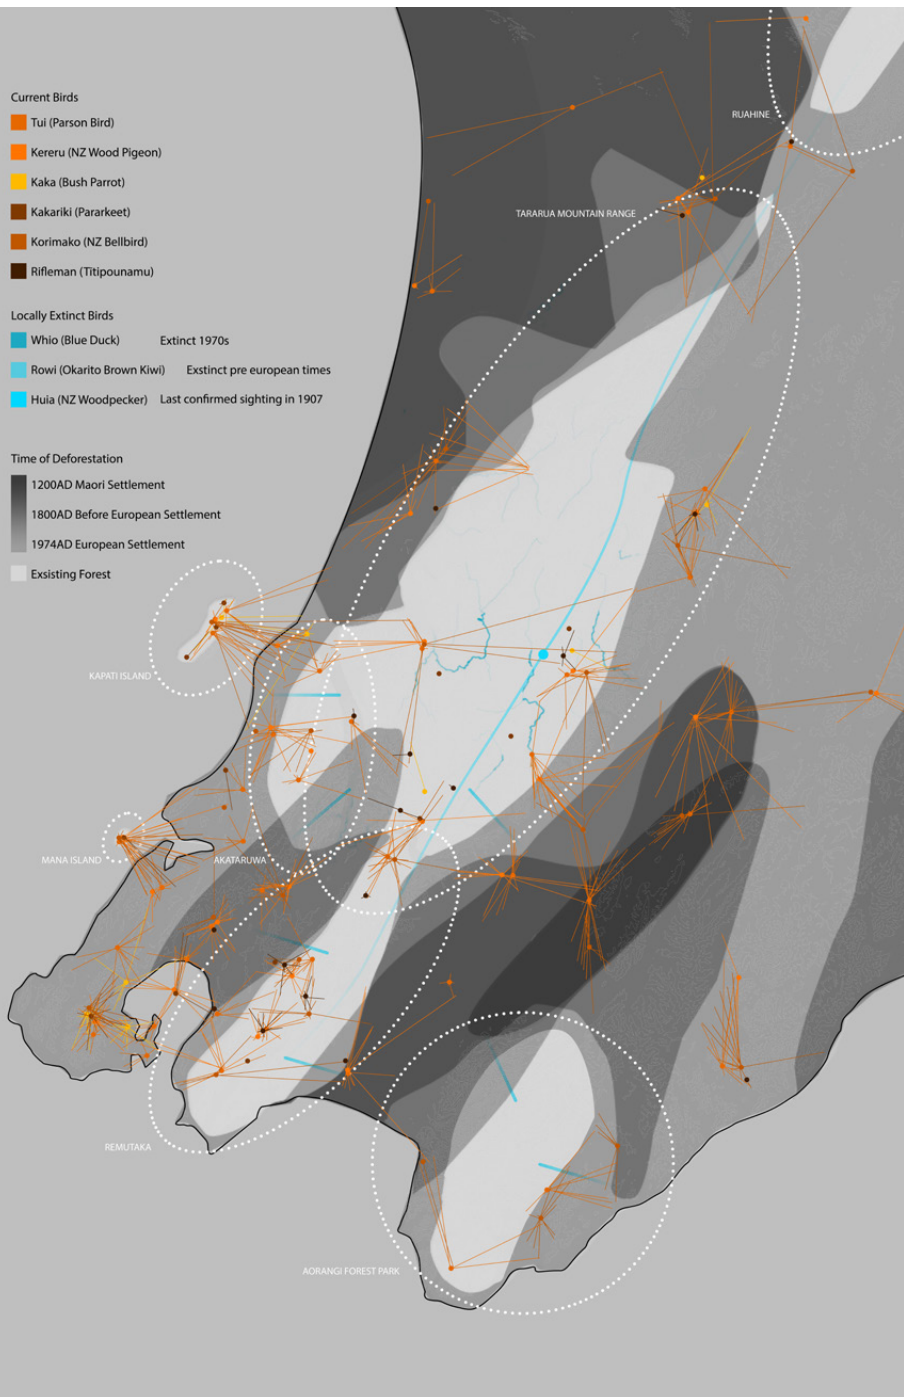 Current Birds
Tui (Parson Bird)
Kereru (NZ Wood Pigeon)
Kaka (Bush Parrot)
Kakariki (Pararkeet)
Korimako (NZ Bellbird)
Rifleman (Titipounamu)
Locally Extinct Birds
Whio (Blue Duck) Extinct 1970s
Rowi (Okarito Brown Kiwi) Exstinct pre european times
Huia (NZ Woodpecker) Last confirmed sighting in 1907
Time of Deforestation
1200AD Maori Settlement
1800AD Before European Settlement
1974AD European Settlement
Exsisting Forest
RUAHINE
TARARUA MOUNTAIN RANGE
KAPATI ISLAND
MANA ISLAND
AKATARUWA
REMUTAKA
AORANGI FOREST PARK